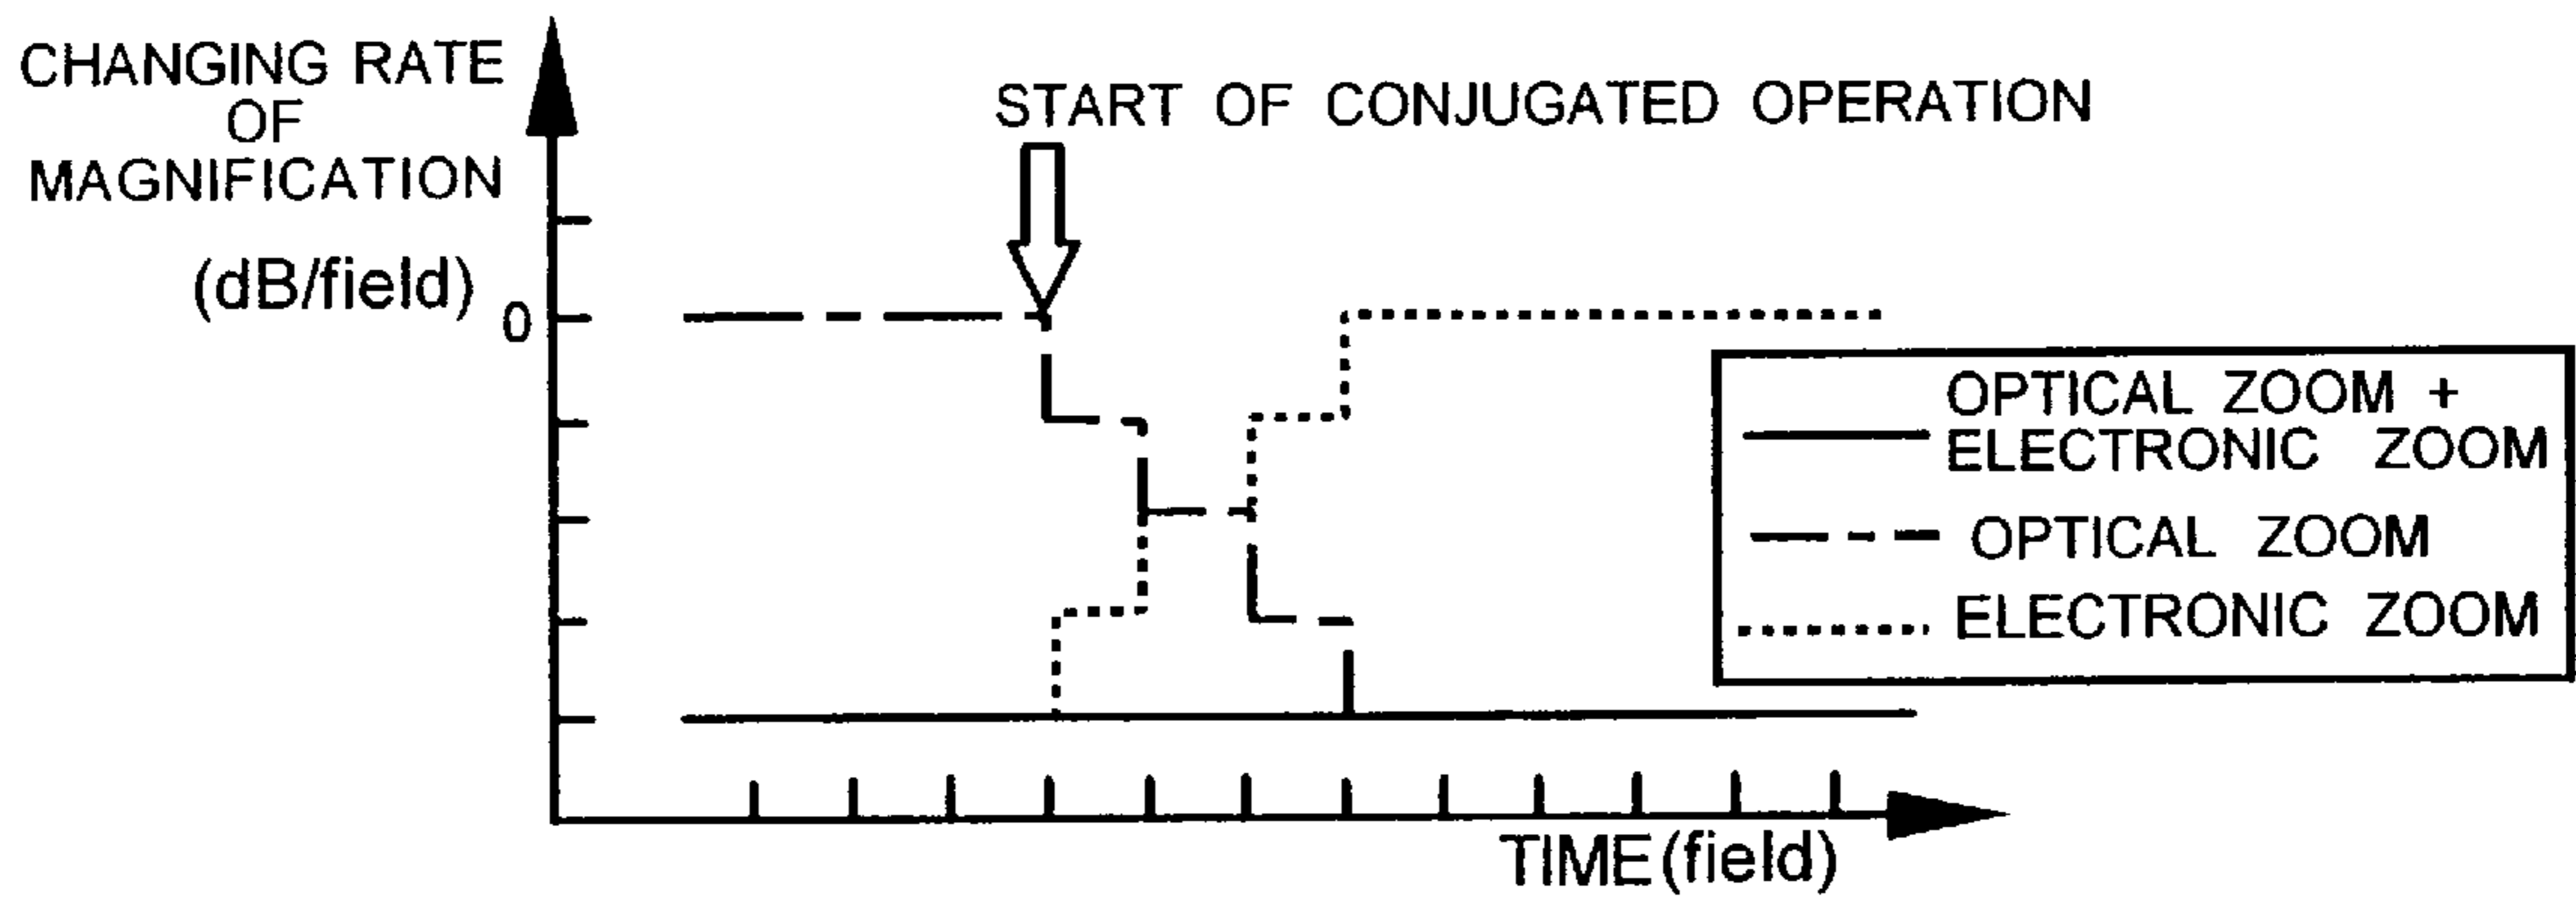 CHANGING RATE
OF
MAGNIFICATION
(dB/field)
0
START OF CONJUGATED OPERATION
OPTICAL ZOOM +
ELECTRONIC ZOOM
OPTICAL ZOOM
ELECTRONIC ZOOM
TIME (field)